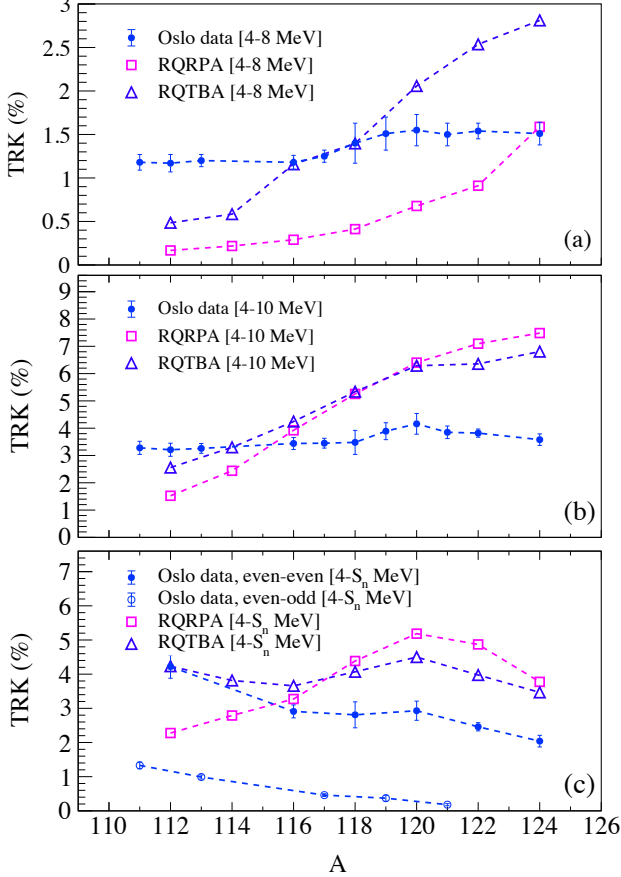 3
2.5
2
1.5
1
0.5
0
TRK (%)
Oslo data [4-8 MeV]
RQRPA [4-8 MeV]
RQTBA [4-8 MeV]
(a)
9
8
7
6
5
4
3
2
1
0
TRK (%)
Oslo data [4-10 MeV]
RQRPA [4-10 MeV]
RQTBA [4-10 MeV]
(b)
7
6
5
4
3
2
1
0
TRK (%)
Oslo data, even-even [4-Sn MeV]
Oslo data, even-odd [4-Sn MeV]
RQRPA [4-Sn MeV]
RQTBA [4-Sn MeV]
(c)
110 112 114 116 118 120 122 124 126
A